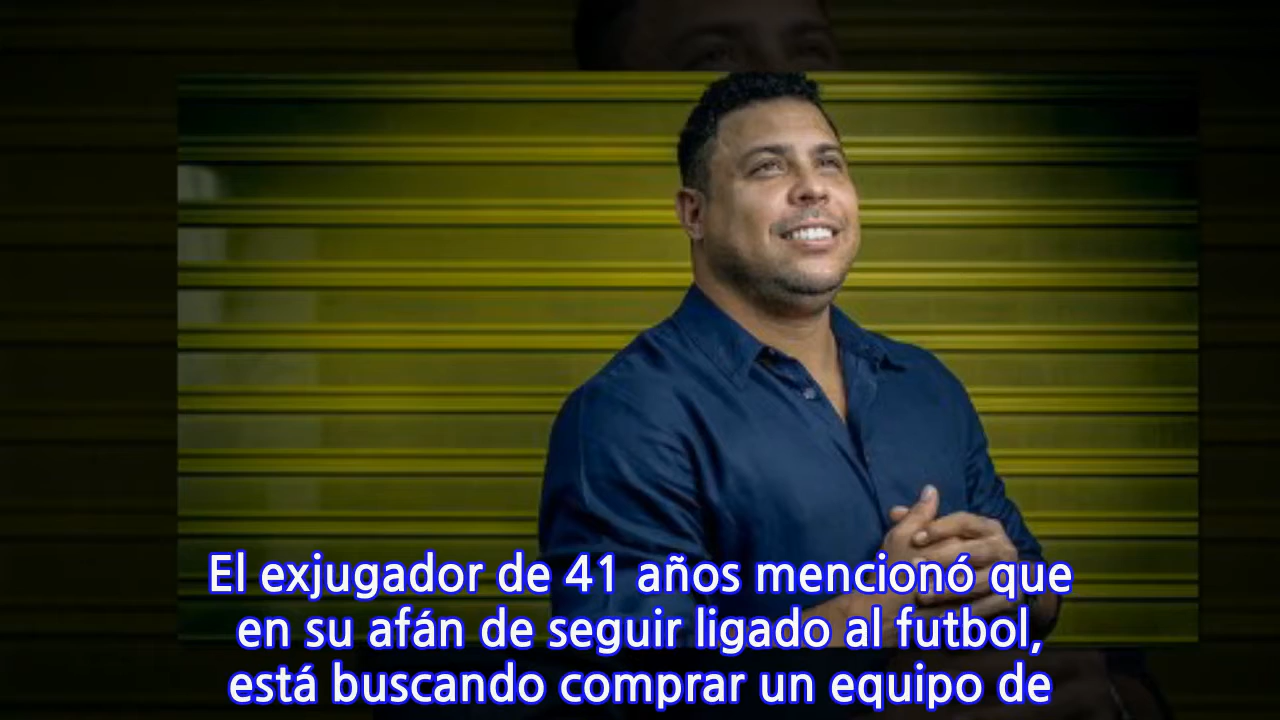 El exjugador de 41 años mencionó que
en su afán de seguir ligado al futbol,
está buscando comprar un equipo de